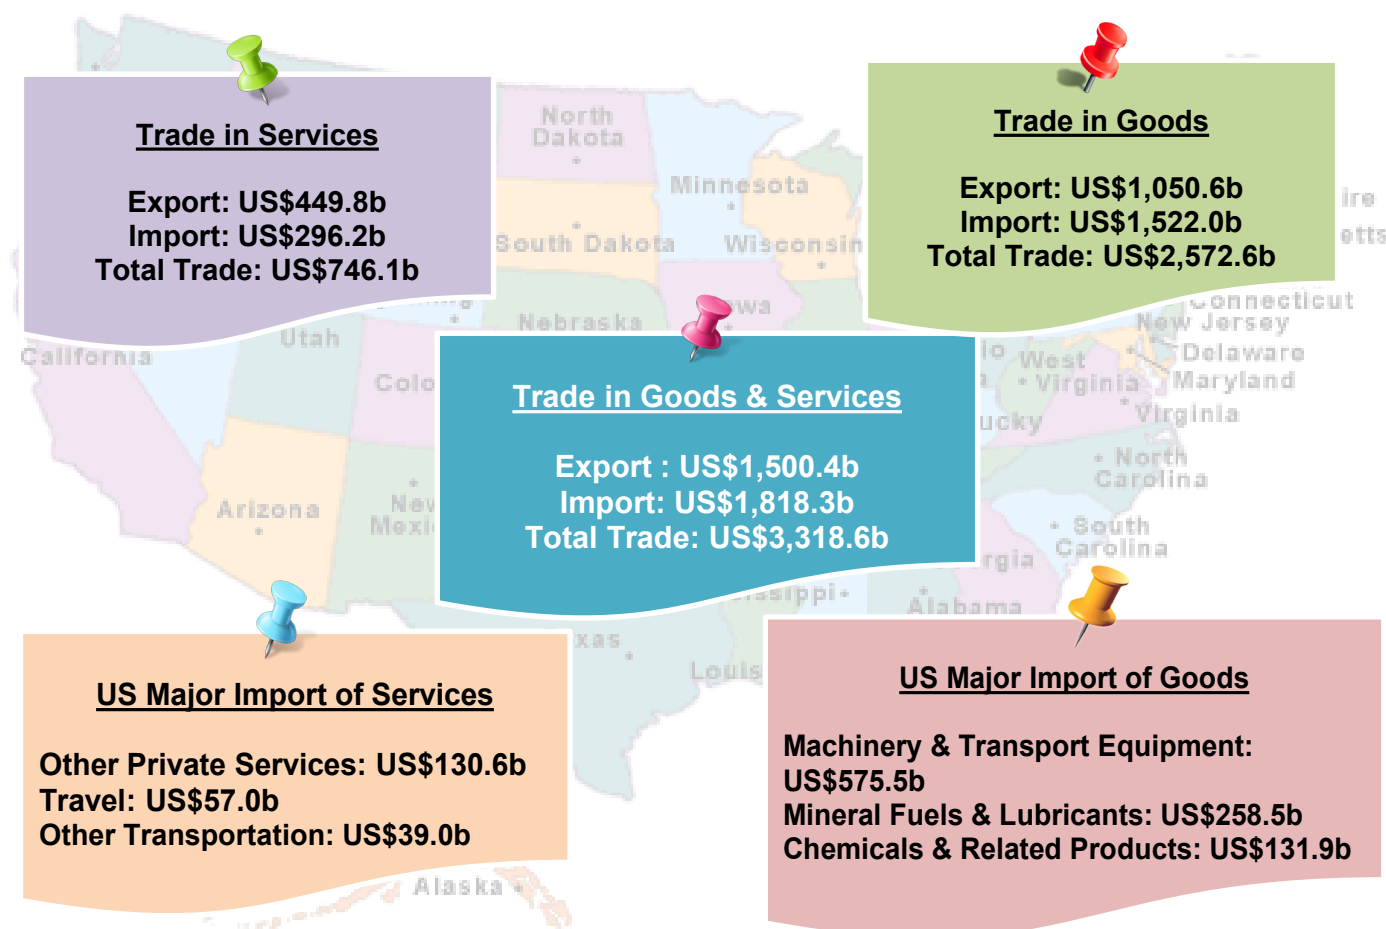 Trade in Services
Export: US$449.8b
Import: US$296.2b
Total Trade: US$746.1b
Trade in Goods
Export: US$1,050.6b
Import: US$1,522.0b
Total Trade: US$2,572.6b
Trade in Goods & Services
Export : US$1,500.4b
Import: US$1,818.3b
Total Trade: US$3,318.6b
US Major Import of Services
Other Private Services: US$130.6b
Travel: US$57.0b
Other Transportation: US$39.0b
US Major Import of Goods
Machinery & Transport Equipment:
US$575.5b
Mineral Fuels & Lubricants: US$258.5b
Chemicals & Related Products: US$131.9b
North
Dakota
Minnesota
South Dakota
Wisconsin
Nebraska
Utah
California
Arizona
Connecticut
New Jersey
Delaware
West
Virginia
Maryland
Virginia
North
Carolina
South
Carolina
Alabama
Alaska